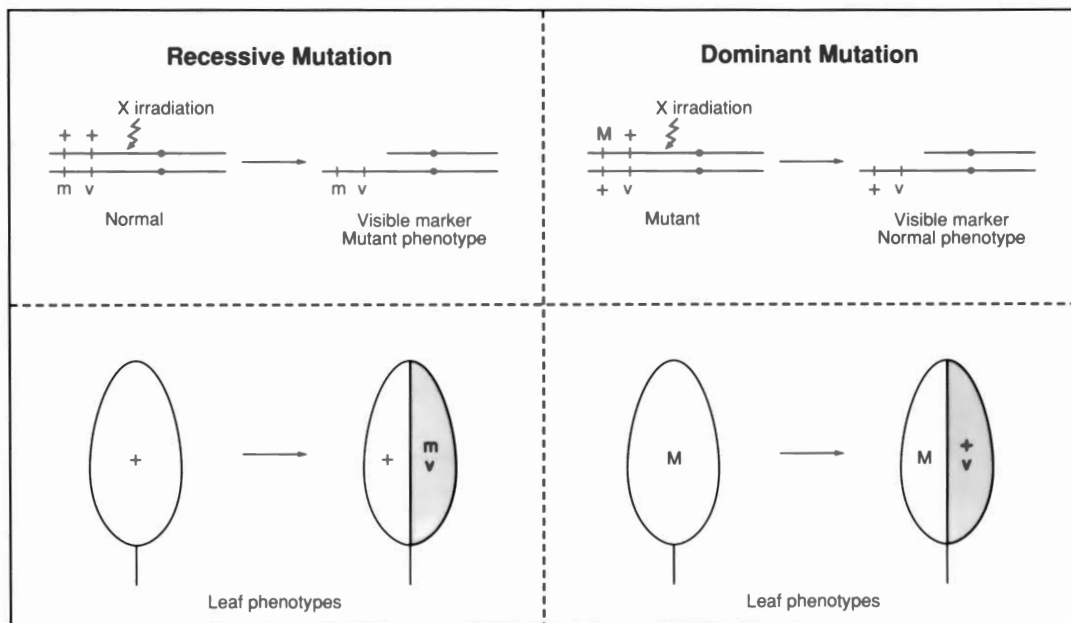 Recessive Mutation
X irradiation
+ +
m v
m v
Normal
Visible marker
Mutant phenotype
Dominant Mutation
X irradiation
M +
+ v
+ v
Mutant
Visible marker
Normal phenotype
+
+
m
v
Leaf phenotypes
M
M
+
v
Leaf phenotypes